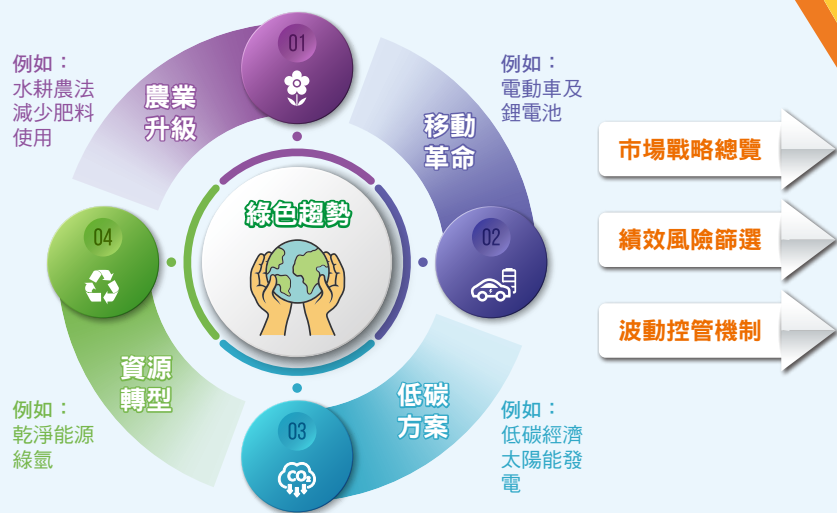 綠色趨勢
01
農業
升級
例如：
水耕農法
減少肥料
使用
02
移動
革命
例如：
電動車及
鋰電池
03
CO₂
低碳
方案
例如：
低碳經濟
太陽能發
電
04
資源
轉型
例如：
乾淨能源
綠氫
市場戰略總覽
績效風險篩選
波動控管機制